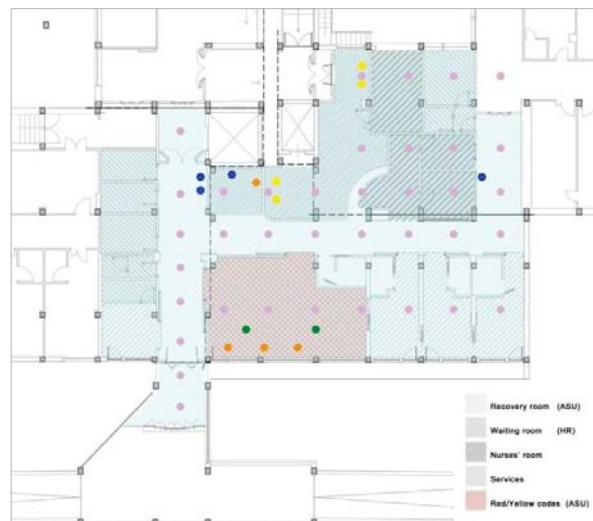 Recovery room (ASU)
Waiting room (HR)
Nurses' room
Services
Red/Yellow codes (ASU)